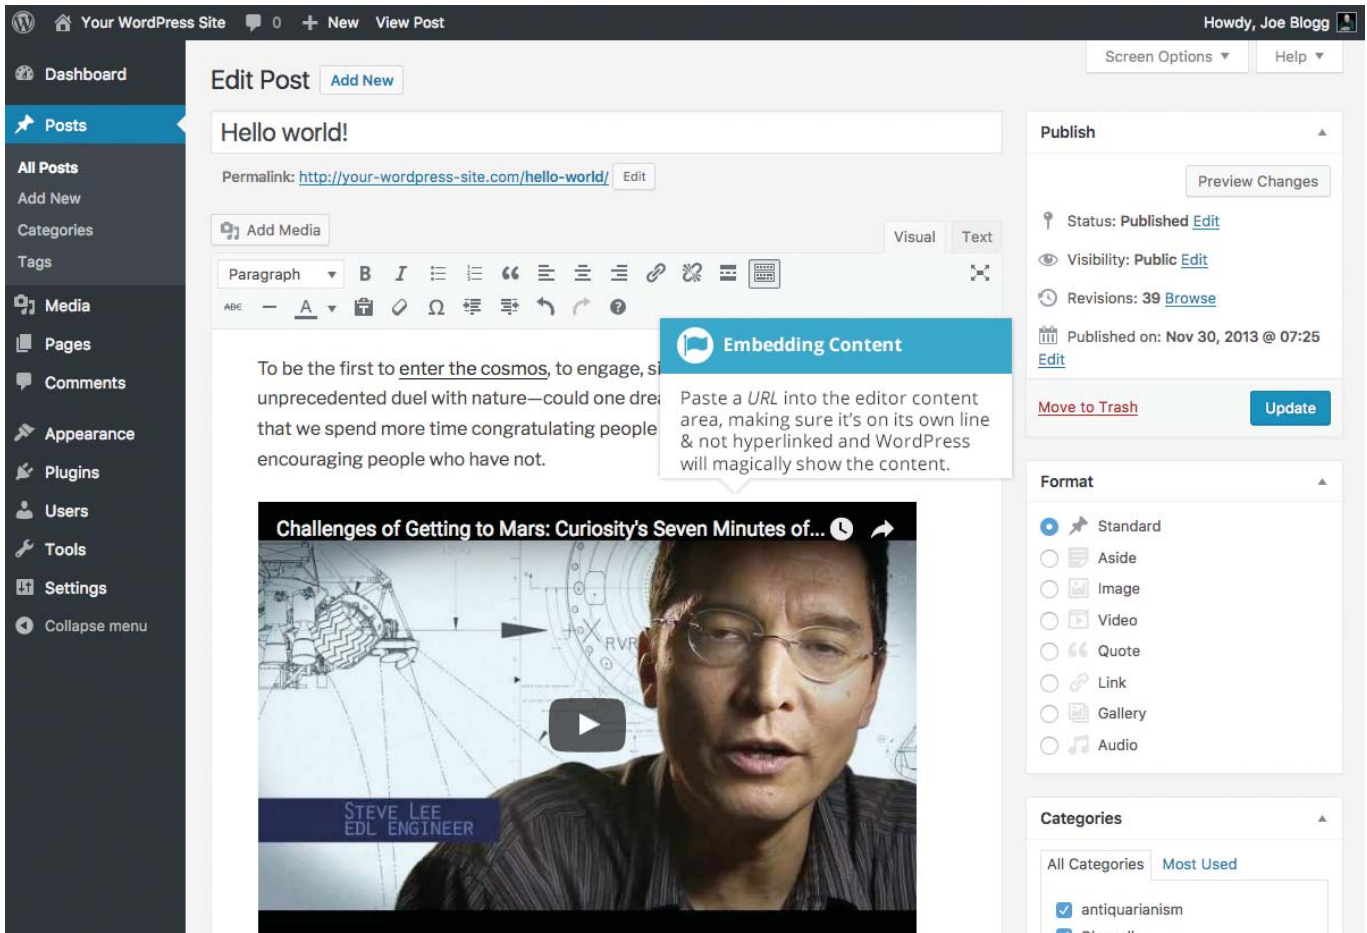 Your WordPress Site 0 + New View Post
Howdy, Joe Blogg
Dashboard
Posts
All Posts
Add New
Categories
Tags
Media
Pages
Comments
Appearance
Plugins
Users
Tools
Settings
Collapse menu
Screen Options
Help
Edit Post Add New
Hello world!
Permalink: http://your-wordpress-site.com/hello-world/ Edit
Add Media
Visual Text
Paragraph B I
ABE A Ω
To be the first to enter the cosmos, to engage, si
unprecedented duel with nature—could one drea
that we spend more time congratulating people
encouraging people who have not.
Embedding Content
Paste a URL into the editor content
area, making sure it's on its own line
& not hyperlinked and WordPress
will magically show the content.
Challenges of Getting to Mars: Curiosity's Seven Minutes of...
RVR
STEVE LEE
EDL ENGINEER
Publish
Preview Changes
Status: Published Edit
Visibility: Public Edit
Revisions: 39 Browse
Published on: Nov 30, 2013 @ 07:25
Edit
Move to Trash
Update
Format
Standard
Aside
Image
Video
Quote
Link
Gallery
Audio
Categories
All Categories Most Used
antiquarianism